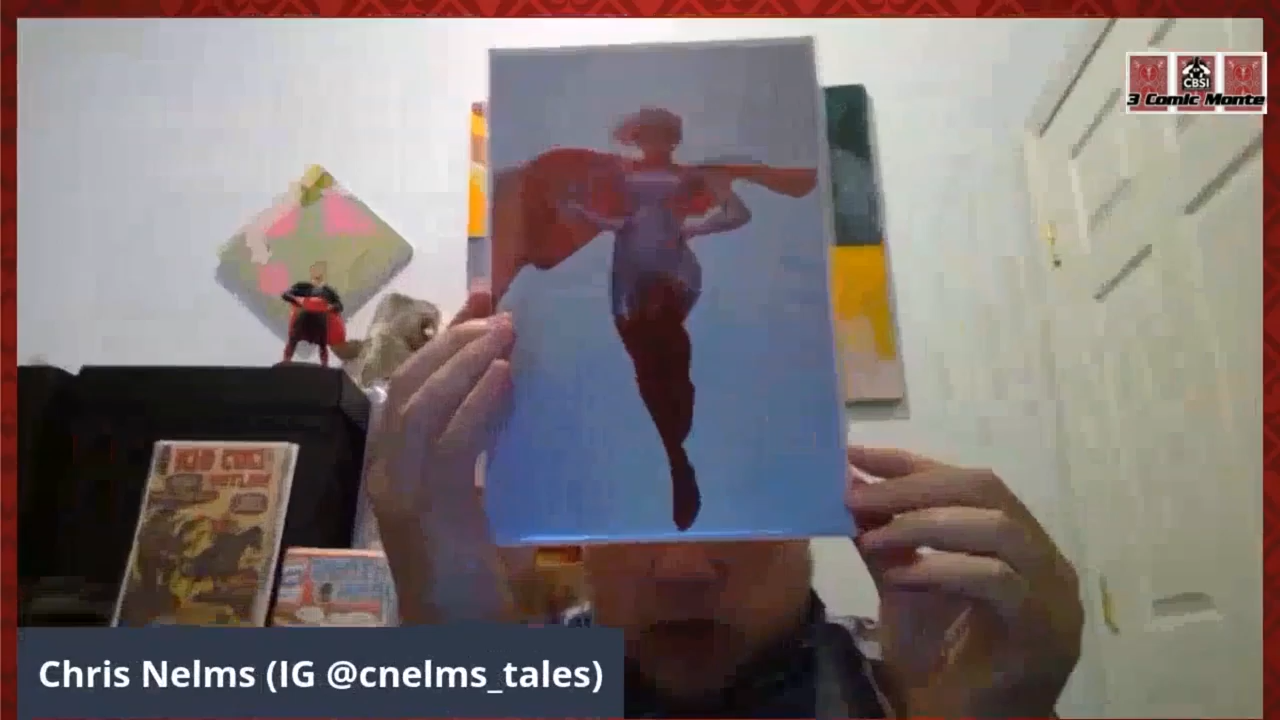 CBSI
3 Comic Monte
KID COLT
OUTLAW
Chris Nelms (IG @cnelms_tales)